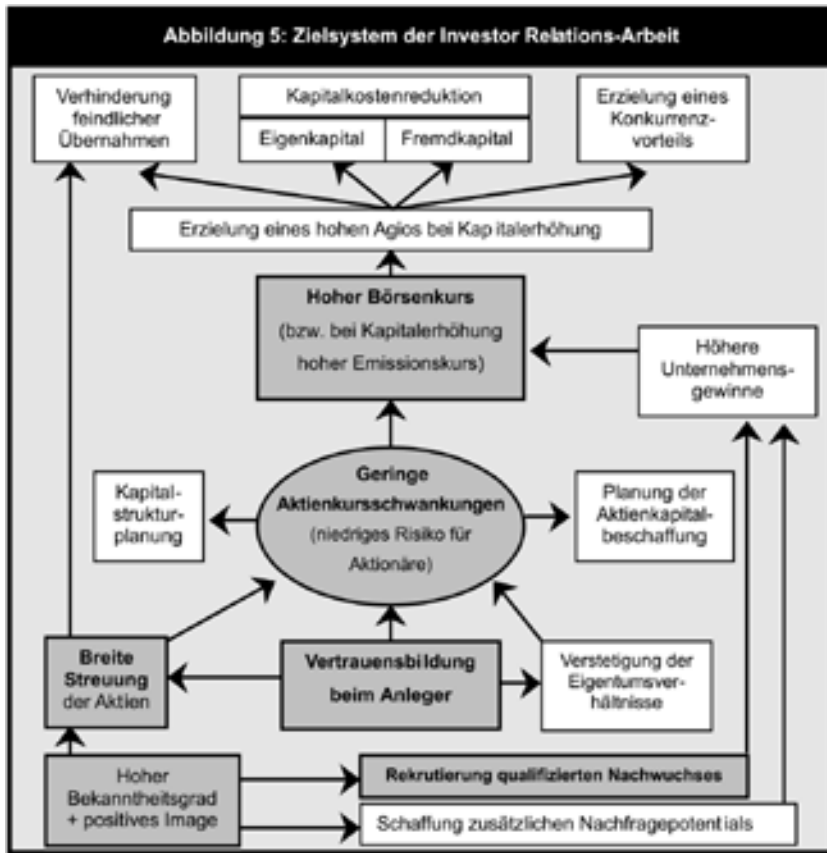 Abbildung 5: Zielsystem der Investor Relations-Arbeit
Verhinderung
feindlicher
Übernahmen
Kapitalkostenreduktion
Eigenkapital
Fremdkapital
Erzielung eines
Konkurrenz-
vorteils
Erzielung eines hohen Agios bei Kapitalerhöhung
Hoher Börsenkurs
(bzw. bei Kapitalerhöhung
hoher Emissionskurs)
Höhere
Unternehmens-
gewinne
Kapital-
struktur-
planung
Geringe
Aktienkursschwankungen
(niedriges Risiko für
Aktionäre)
Planung der
Aktienkapital-
beschaffung
Breite
Streuung
der Aktien
Vertrauensbildung
beim Anleger
Verstetigung der
Eigentumsver-
hältnisse
Hoher
Bekanntheitsgrad
+ positives Image
Rekrutierung qualifizierten Nachwuchses
Schaffung zusätzlichen Nachfragepotentials